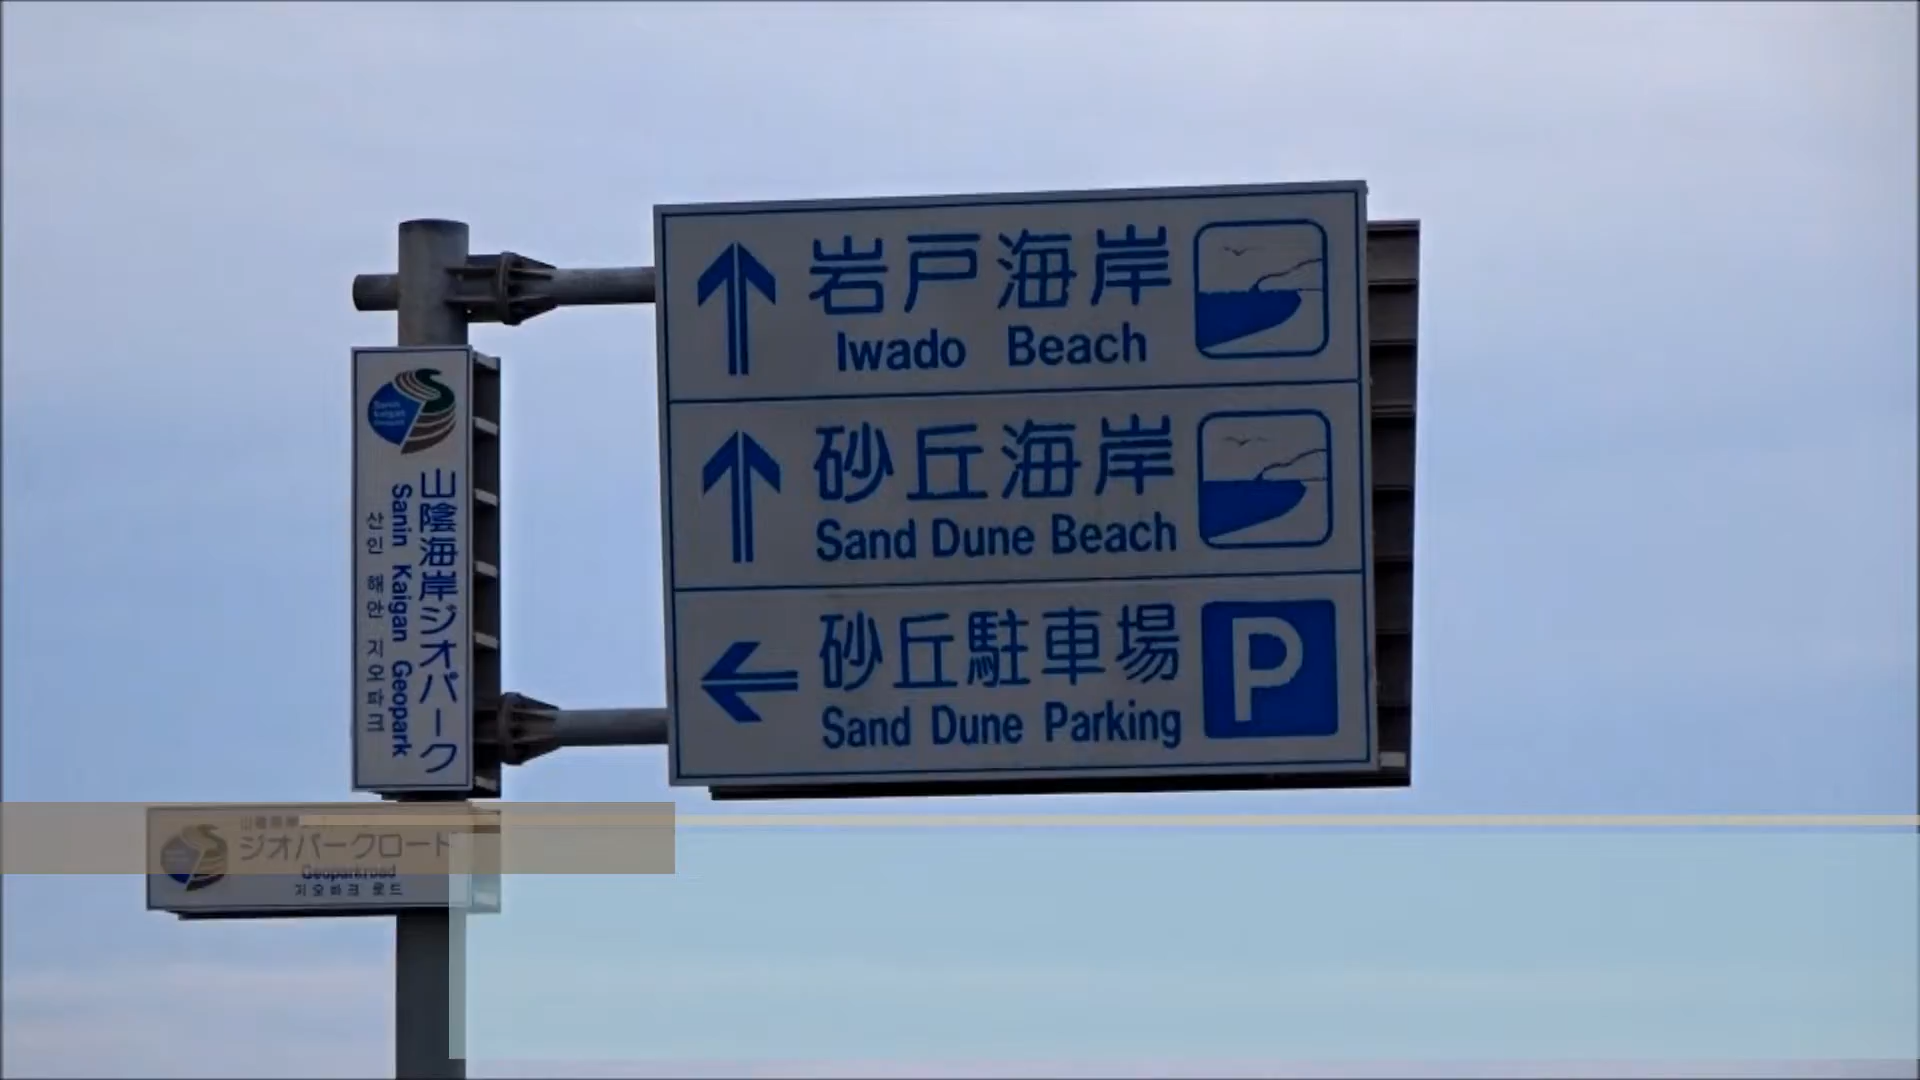 岩戸海岸
Iwado Beach
砂丘海岸
Sand Dune Beach
砂丘駐車場
Sand Dune Parking
P
山陰海岸ジオパーク
Sanin Kaigan Geopark
산인 해안 지오파크
ジオパークロード
Geoparkroad
지오파크 로드